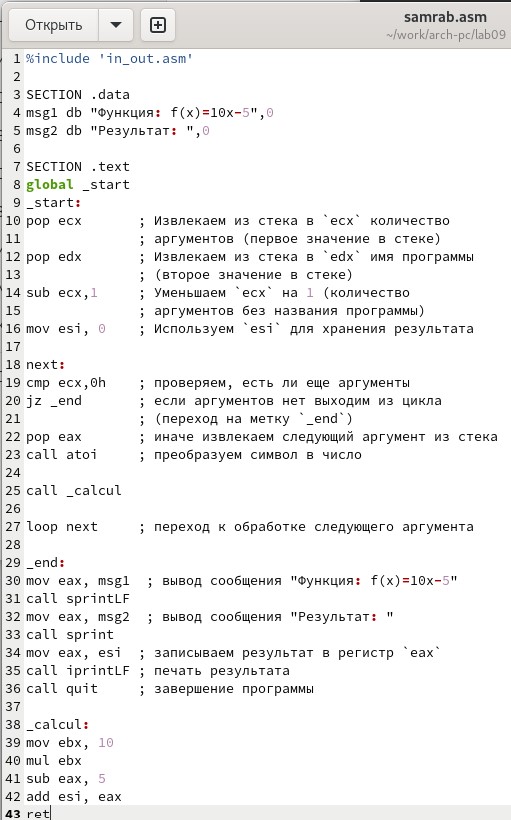 Открыть
samrab.asm
~/work/arch-pc/lab09
1 %include 'in_out.asm'
2
3 SECTION .data
4 msg1 db "Функция: f(x)=10x-5",0
5 msg2 db "Результат: ",0
6
7 SECTION .text
8 global _start
9 _start:
10 pop ecx       ; Извлекаем из стека в `ecx` количество
11               ; аргументов (первое значение в стеке)
12 pop edx       ; Извлекаем из стека в `edx` имя программы
13               ; (второе значение в стеке)
14 sub ecx,1     ; Уменьшаем `ecx` на 1 (количество
15               ; аргументов без названия программы)
16 mov esi, 0    ; Используем `esi` для хранения результата
17
18 next:
19 cmp ecx,0h    ; проверяем, есть ли еще аргументы
20 jz _end       ; если аргументов нет выходим из цикла
21               ; (переход на метку `_end`)
22 pop eax       ; иначе извлекаем следующий аргумент из стека
23 call atoi     ; преобразуем символ в число
24
25 call _calcul
26
27 loop next     ; переход к обработке следующего аргумента
28
29 _end:
30 mov eax, msg1  ; вывод сообщения "Функция: f(x)=10x-5"
31 call sprintLF
32 mov eax, msg2  ; вывод сообщения "Результат: "
33 call sprint
34 mov eax, esi  ; записываем результат в регистр `eax`
35 call iprintLF ; печать результата
36 call quit     ; завершение программы
37
38 _calcul:
39 mov ebx, 10
40 mul ebx
41 sub eax, 5
42 add esi, eax
43 ret